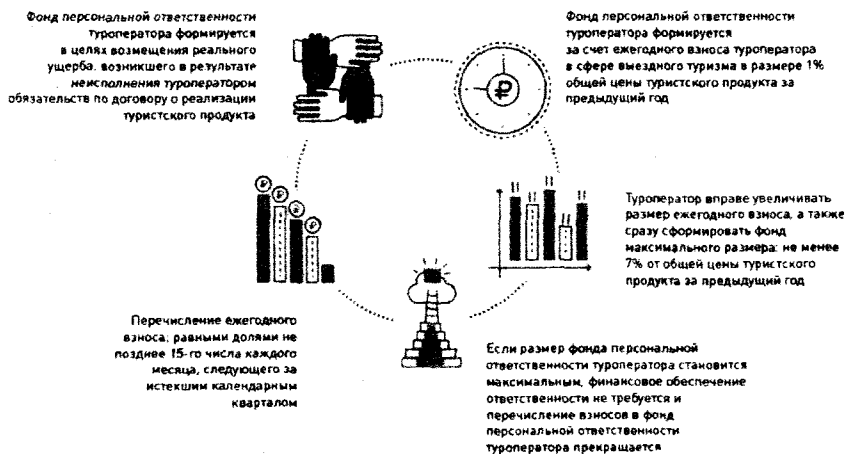 Фонд персональной ответственности
туроператора формируется
в целях возмещения реального
ущерба, возникшего в результате
неисполнения туроператором
обязательств по договору о реализации
туристского продукта
Фонд персональной ответственности
туроператора формируется
за счет ежегодного взноса туроператора
в сфере выездного туризма в размере 1%
общей цены туристского продукта за
предыдущий год
Туроператор вправе увеличивать
размер ежегодного взноса, а также
сразу сформировать фонд
максимального размера: не менее
7% от общей цены туристского
продукта за предыдущий год
Если размер фонда персональной
ответственности туроператора становится
максимальным, финансовое обеспечение
ответственности не требуется и
перечисление взносов в фонд
персональной ответственности
туроператора прекращается
Перечисление ежегодного
взноса: равными долями не
позднее 15-го числа каждого
месяца, следующего за
истекшим календарным
кварталом